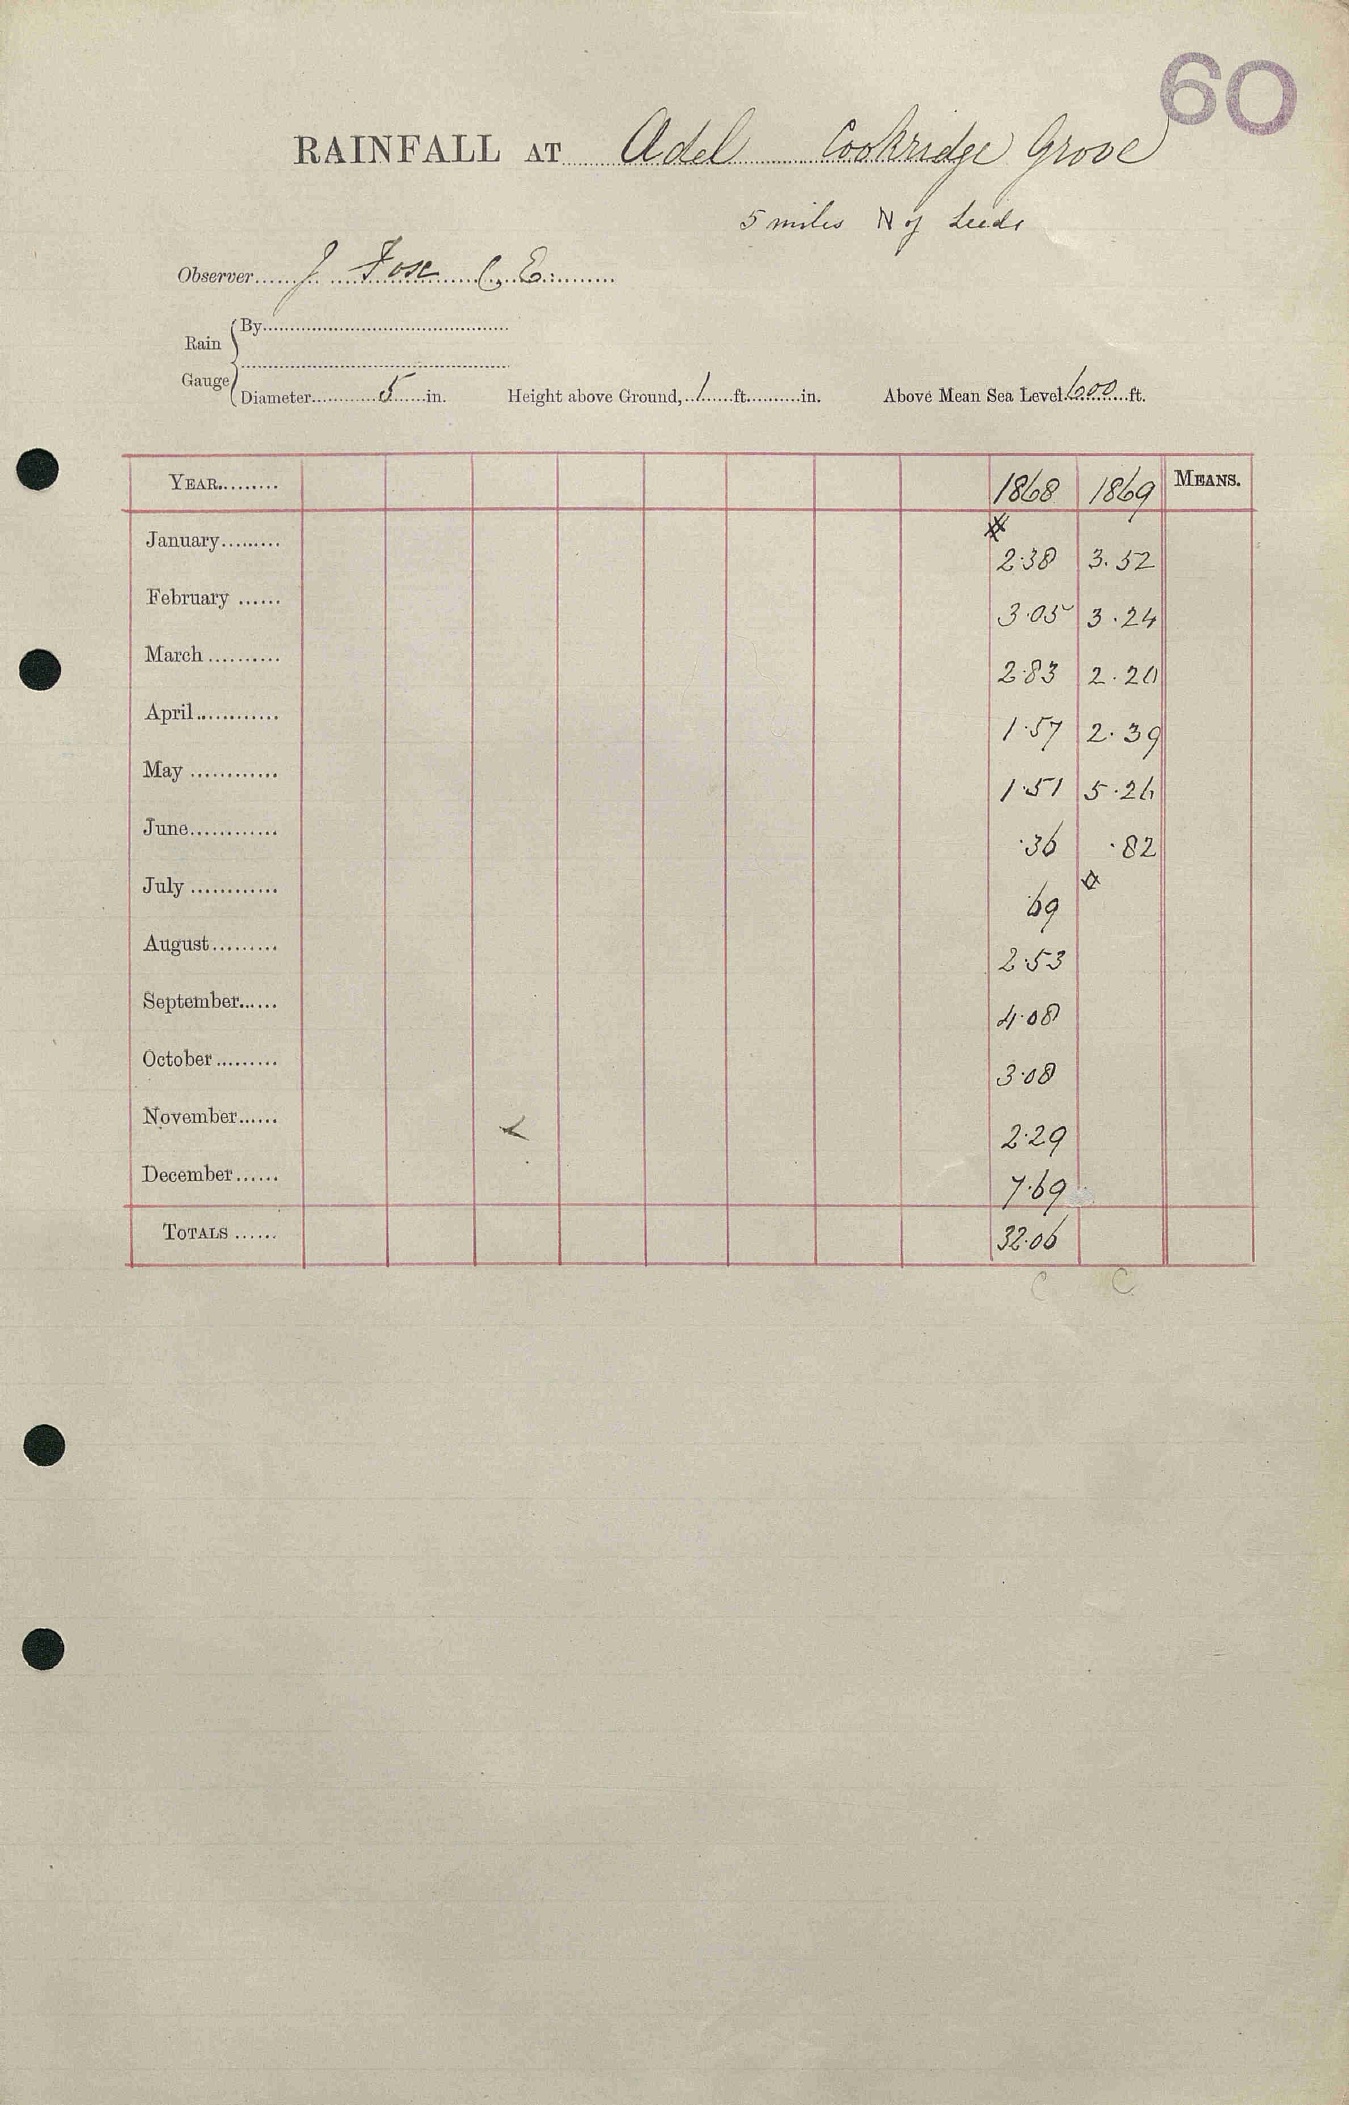 60
RAINFALL AT Adel Cookridge Grove
5 miles N of Leeds
Observer J C.E.
Rain Gauge
By
Diameter 5 in. Height above Ground, 1 ft. in. Above Mean Sea Level 600 ft.
YEAR 1868 1869 MEANS.
January 2.38 3.52
February 3.05 3.24
March 2.83 2.20
April 1.57 2.39
May 1.51 5.26
June .36 .82
July .69
August 2.53
September 4.08
October 3.08
November 2.29
December 7.69
TOTALS 32.06
C C